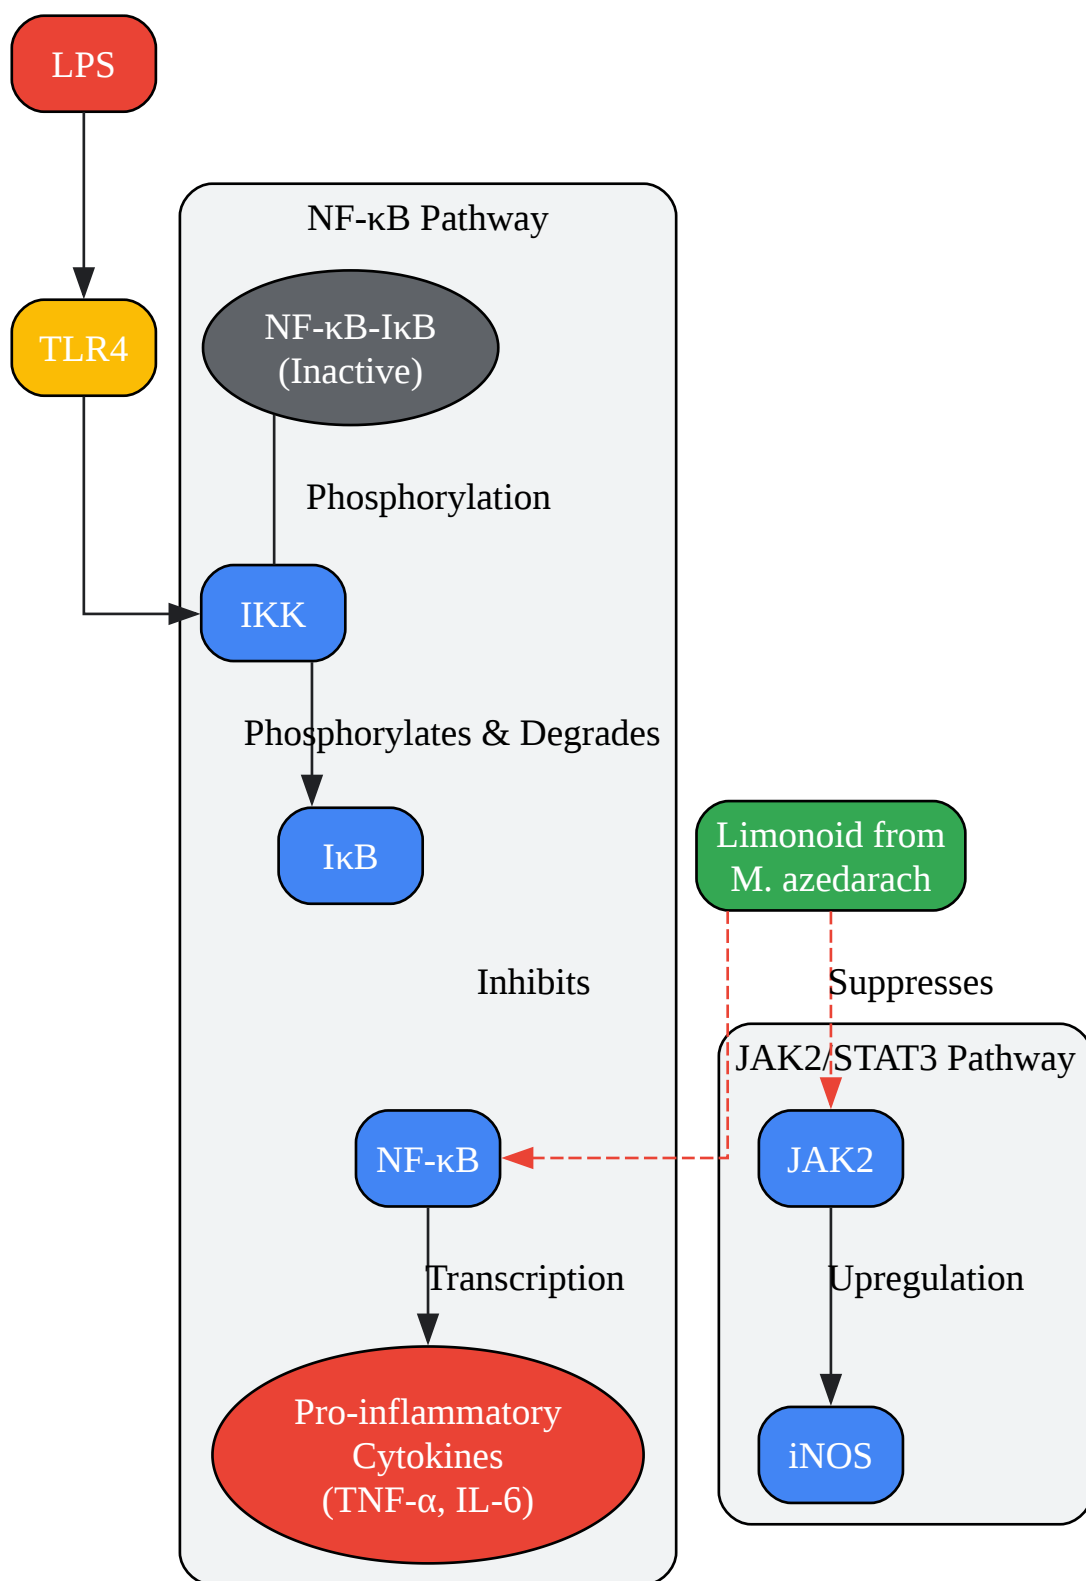 LPS
NF-κB Pathway
NF-κB-IκB
(Inactive)
TLR4
Phosphorylation
IKK
Phosphorylates & Degrades
IκB
Limonoid from
M. azedarach
Inhibits
Suppresses
JAK2/STAT3 Pathway
NF-κB
JAK2
Transcription
Upregulation
Pro-inflammatory
Cytokines
(TNF-α, IL-6)
iNOS